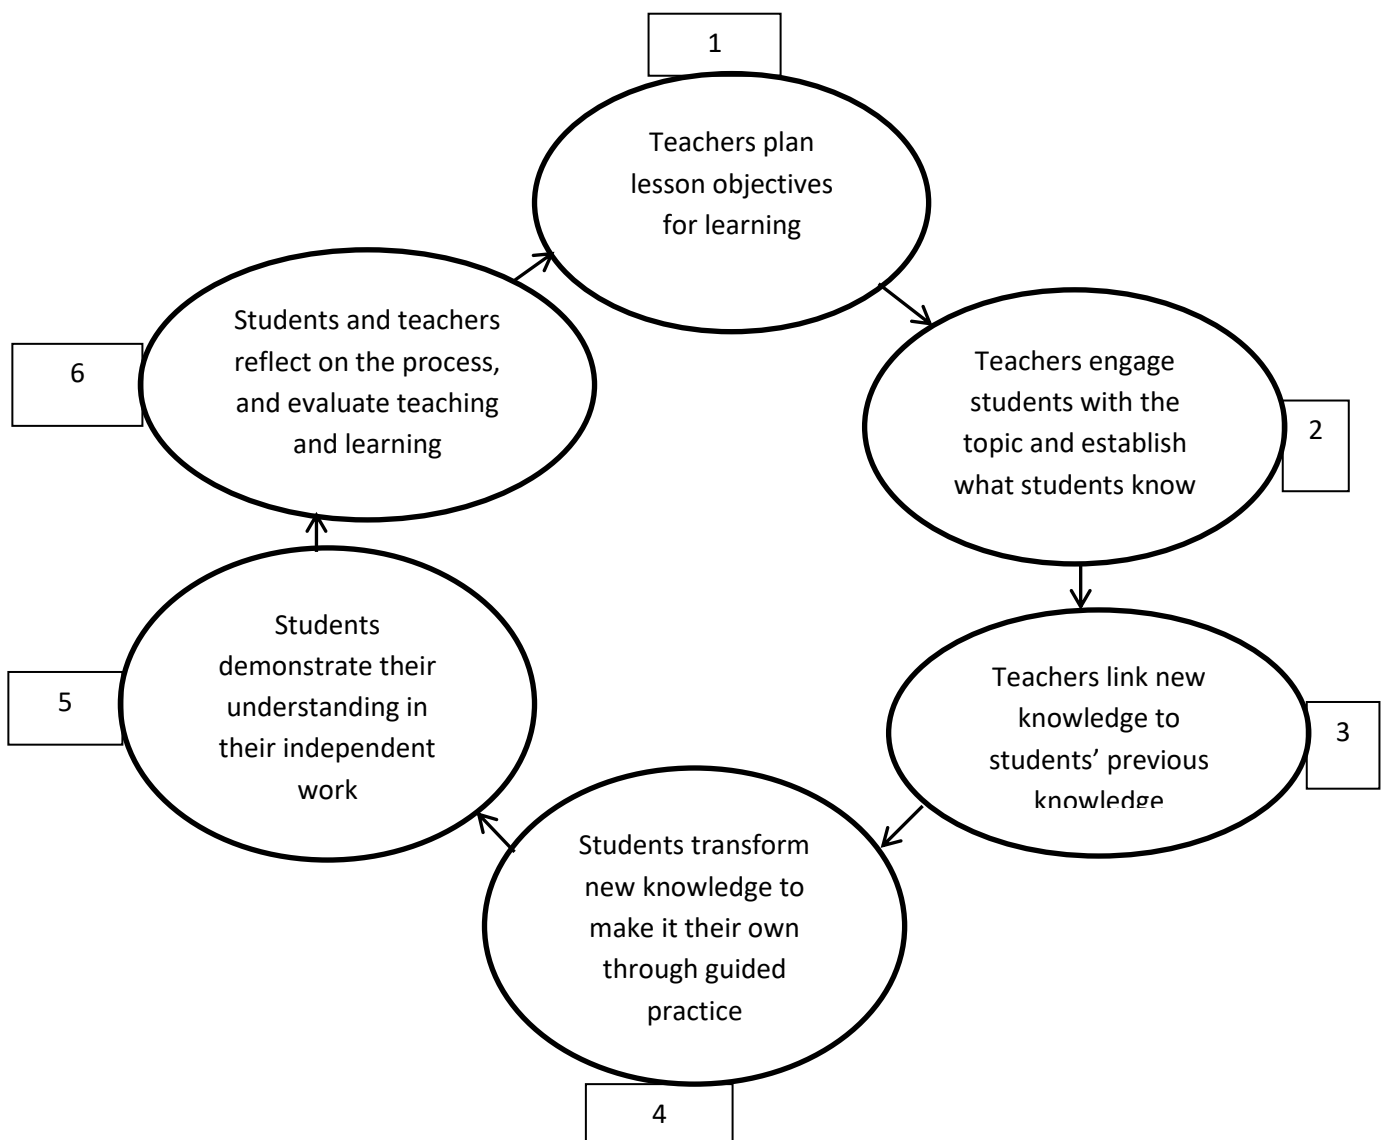 1
Teachers plan
lesson objectives
for learning
2
Teachers engage
students with the
topic and establish
what students know
3
Teachers link new
knowledge to
students’ previous
knowledge
4
Students transform
new knowledge to
make it their own
through guided
practice
5
Students
demonstrate their
understanding in
their independent
work
6
Students and teachers
reflect on the process,
and evaluate teaching
and learning